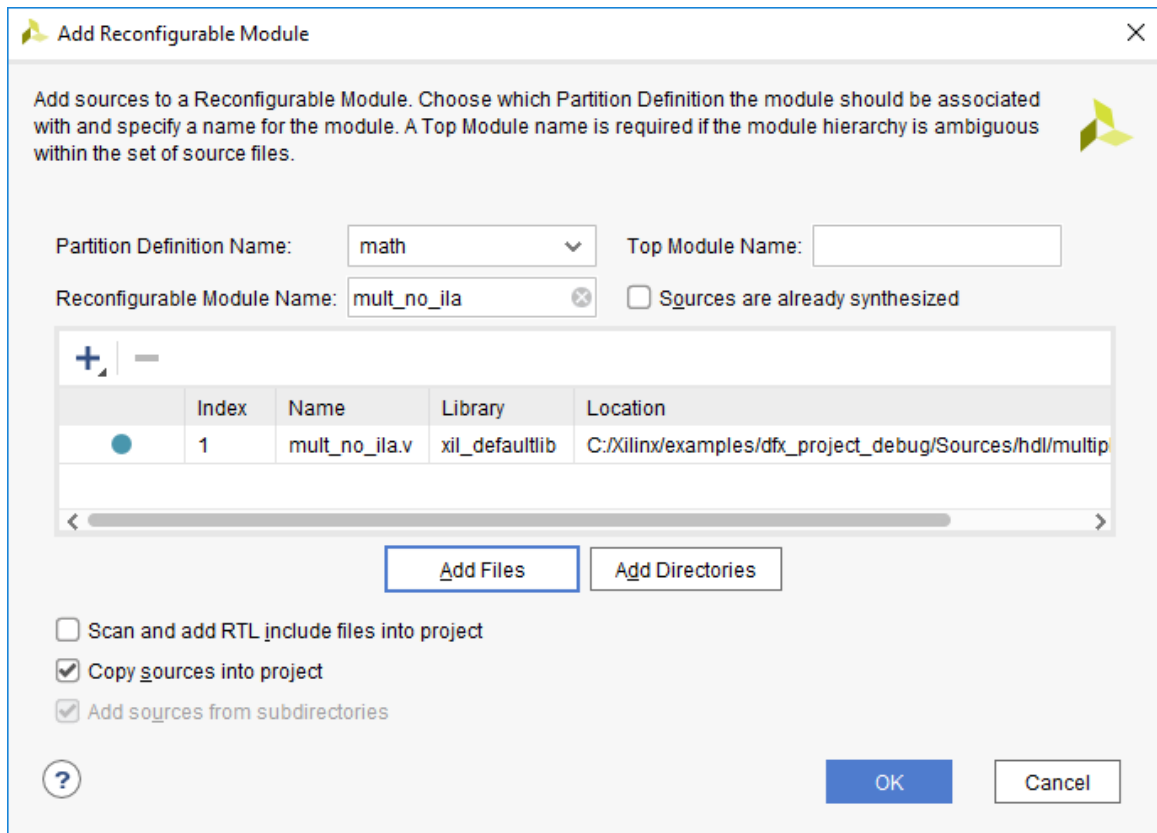 Add Reconfigurable Module
Add sources to a Reconfigurable Module. Choose which Partition Definition the module should be associated
with and specify a name for the module. A Top Module name is required if the module hierarchy is ambiguous
within the set of source files.
Partition Definition Name: math Top Module Name:
Reconfigurable Module Name: mult_no_ila Sources are already synthesized
Index Name Library Location
1 mult_no_ila.v xil_defaultlib C:/Xilinx/examples/dfx_project_debug/Sources/hdl/multipl
Add Files Add Directories
Scan and add RTL include files into project
Copy sources into project
Add sources from subdirectories
? OK Cancel